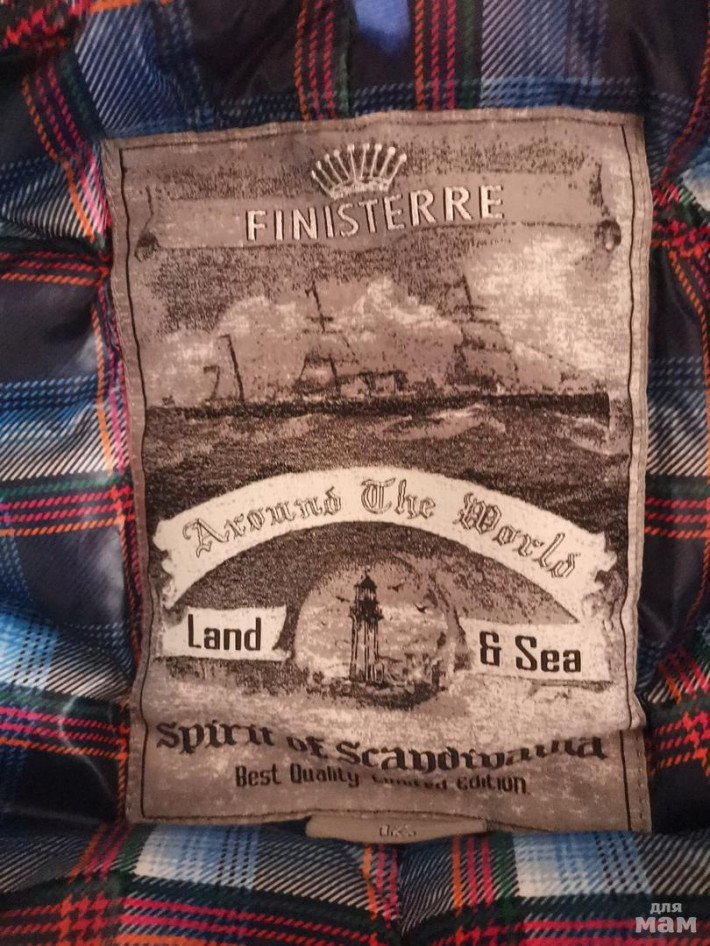 FINISTERRE
Around The World
Land & Sea
Spirit of Scandinavia
Best Quality Limited Edition.
для
мам